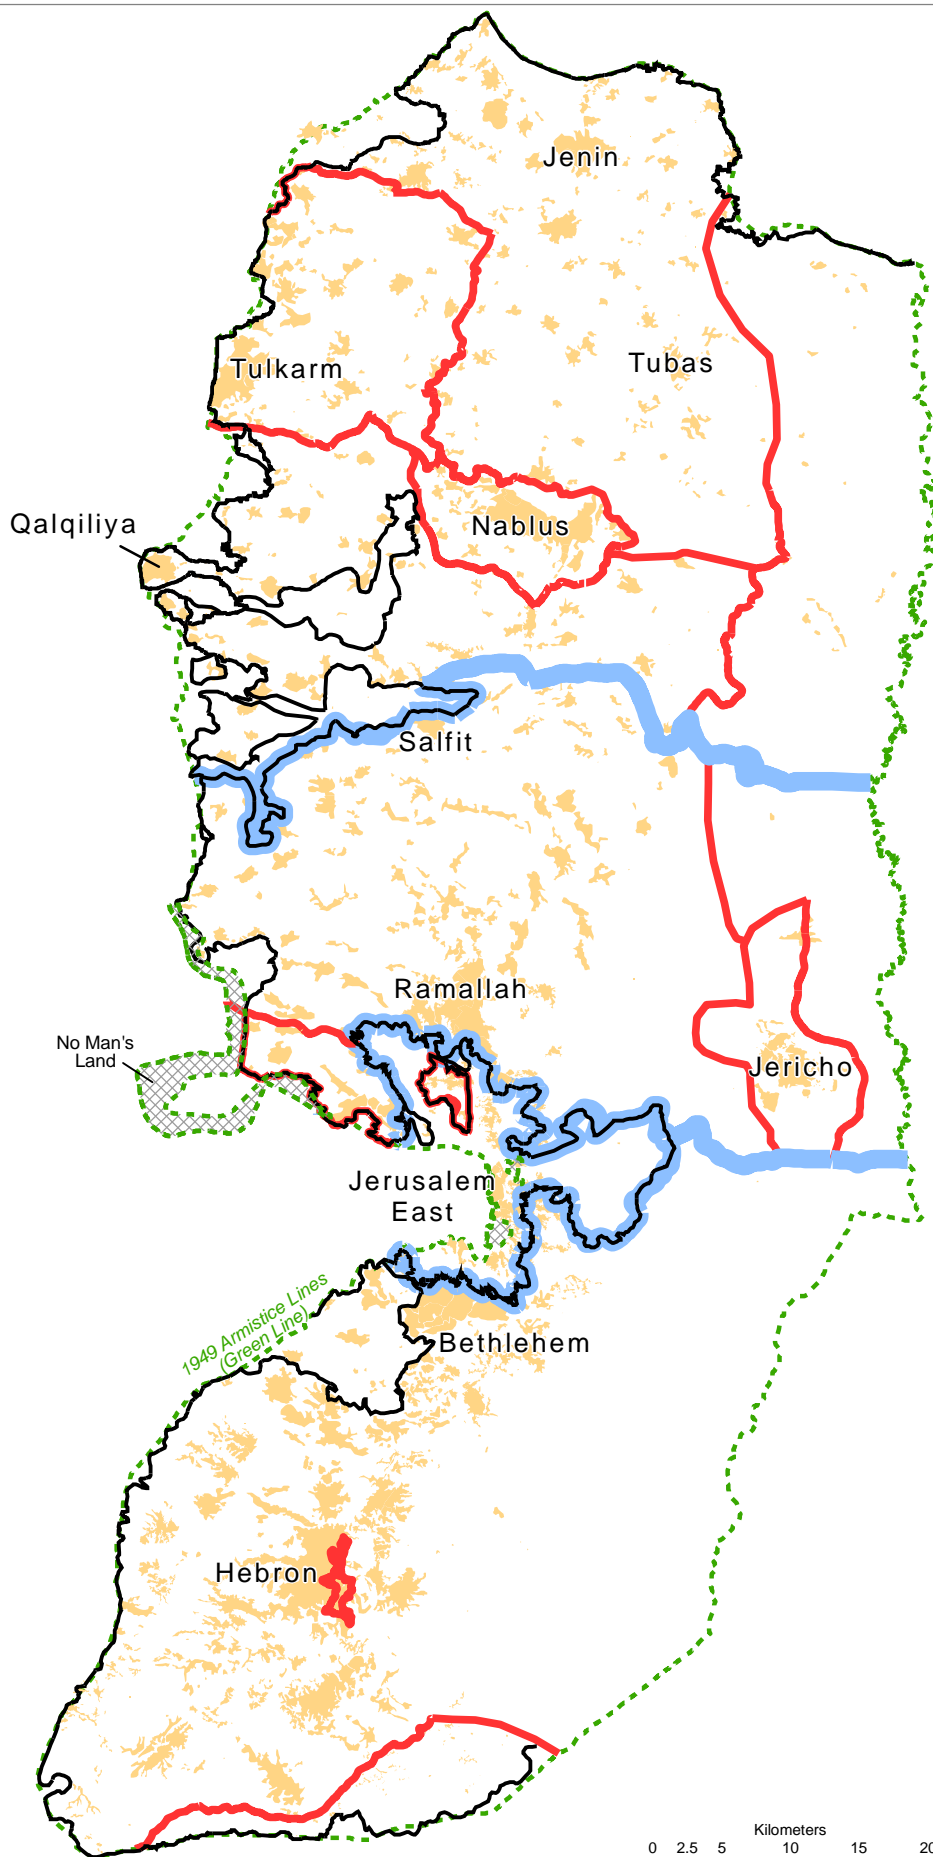 Jenin
Tulkarm
Tubas
Qalqiliya
Nablus
Salfit
Ramallah
No Man's
Land
Jericho
Jerusalem
East
1949 Armistice Lines
(Green Line)
Bethlehem
Hebron
Kilometers
0 2.5 5 10 15 20